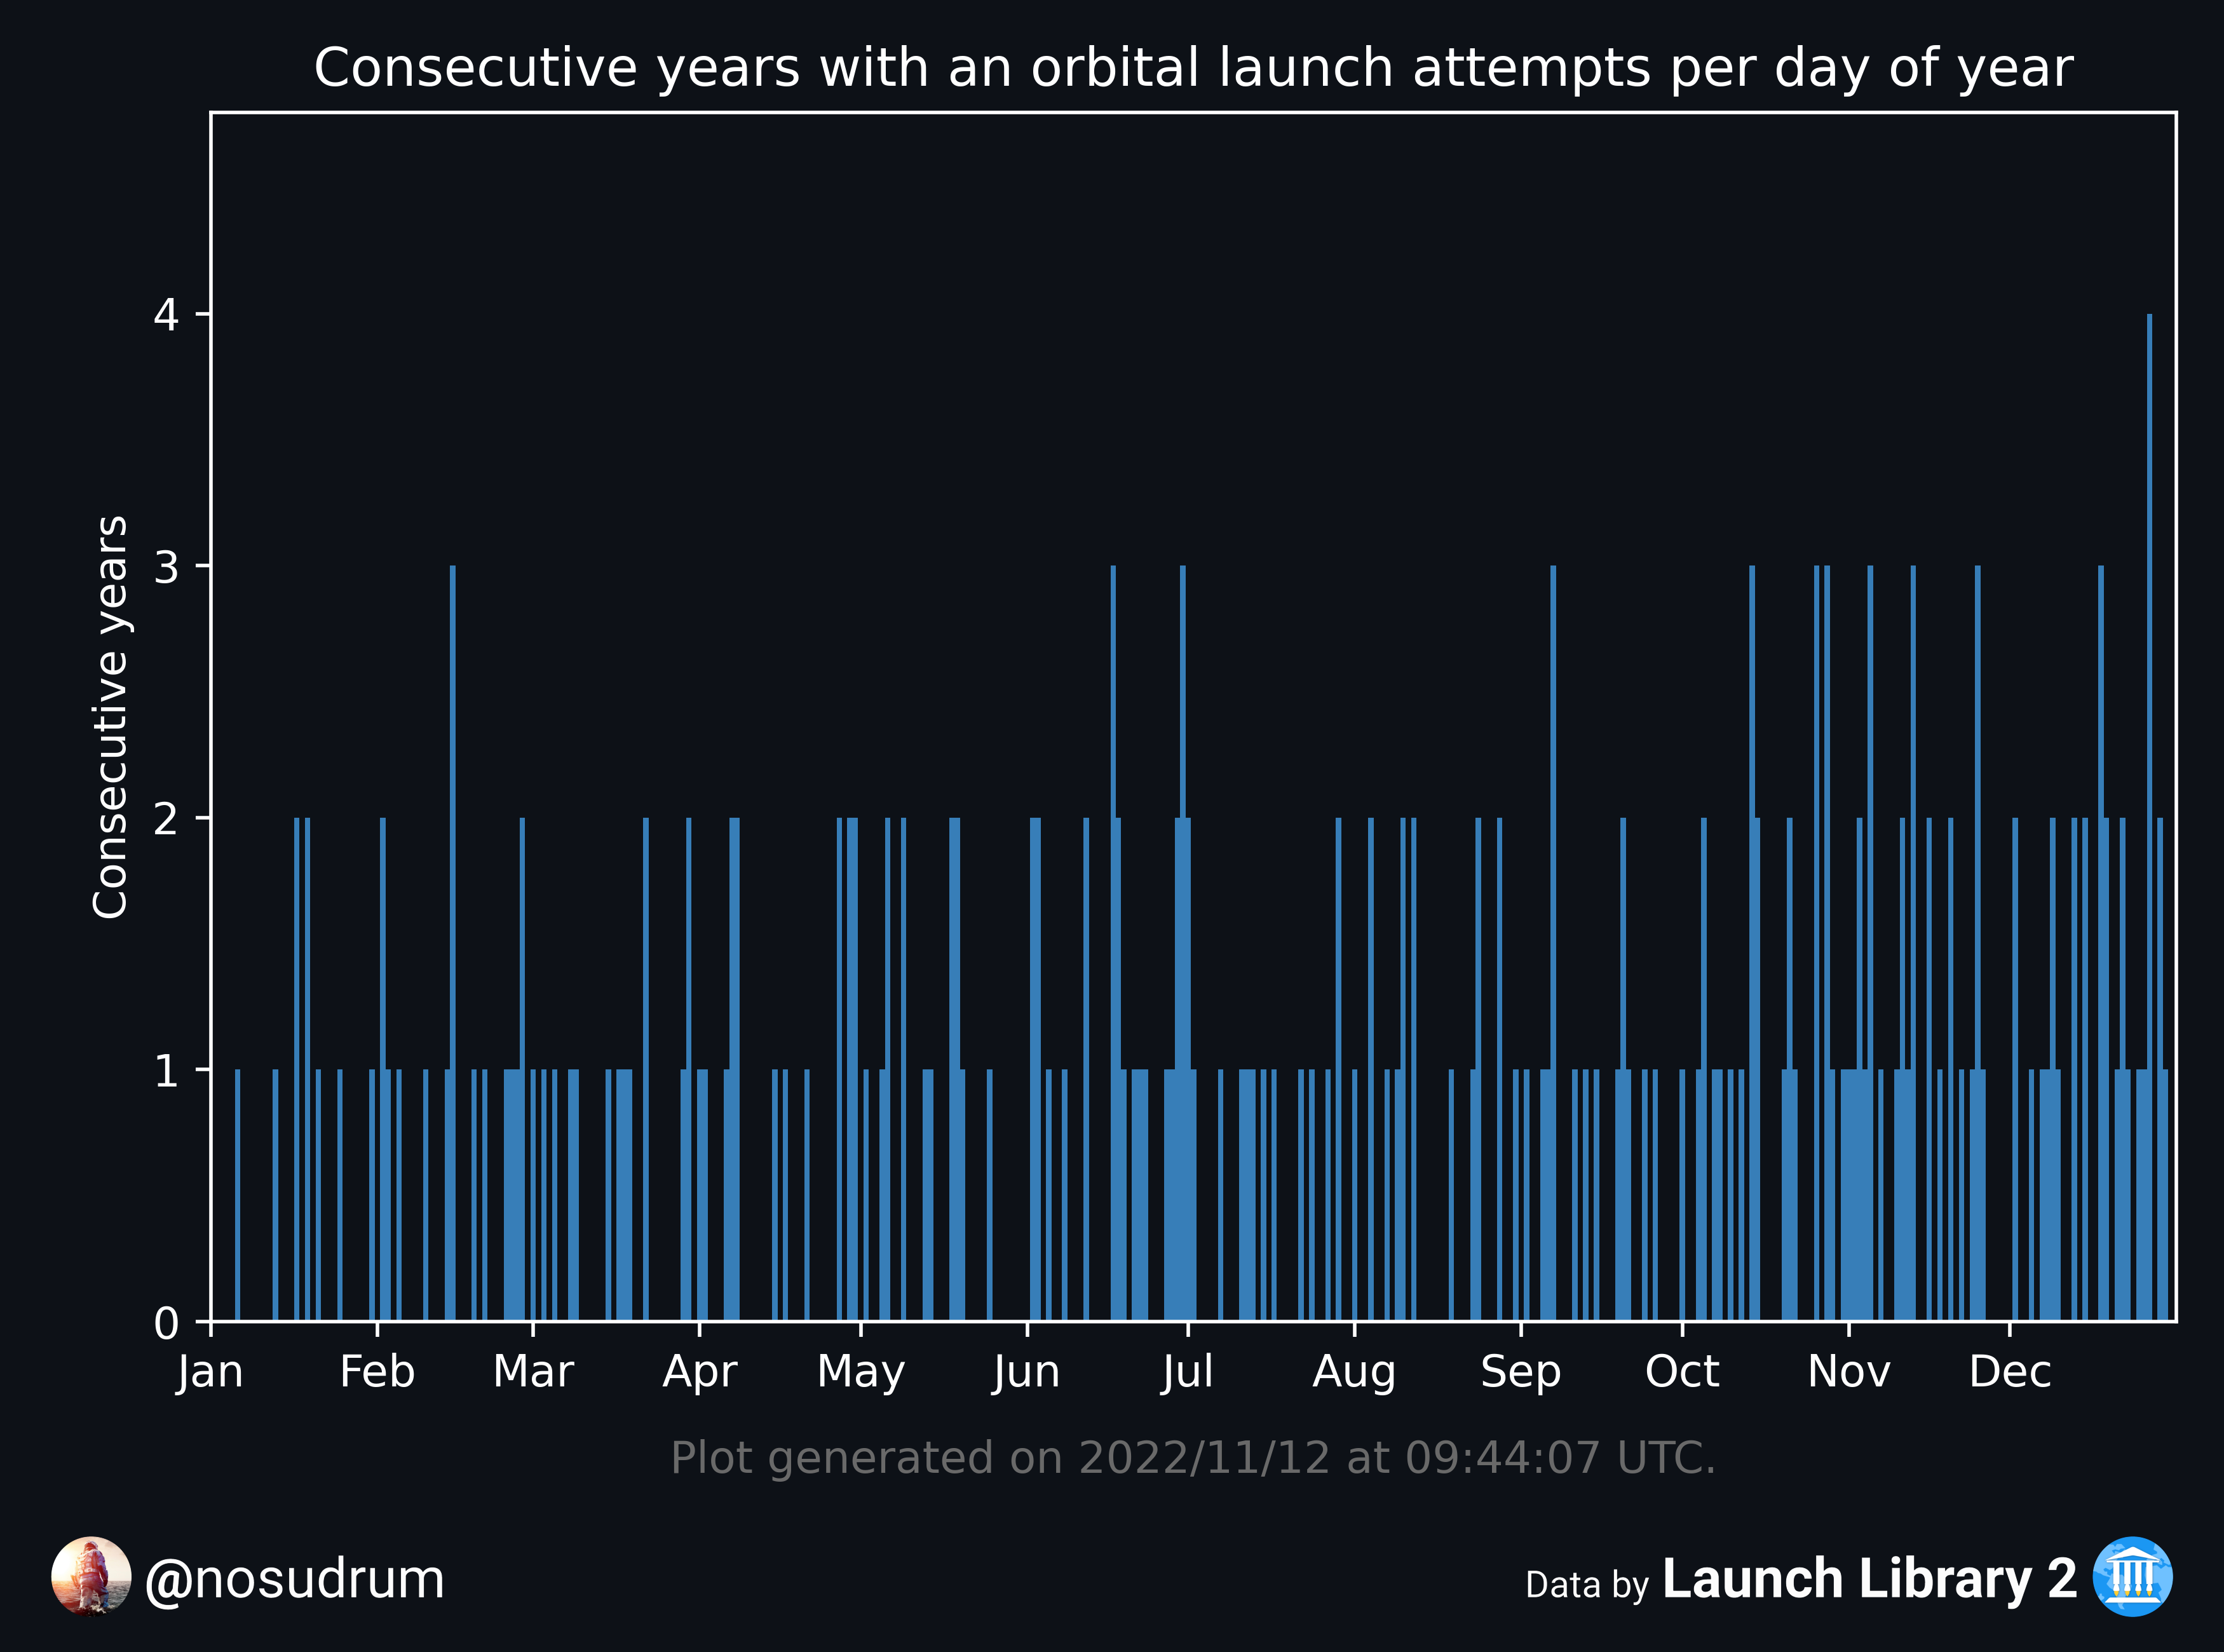 Consecutive years with an orbital launch attempts per day of year
Consecutive years
4
3
2
1
0
Jan Feb Mar Apr May Jun Jul Aug Sep Oct Nov Dec
Plot generated on 2022/11/12 at 09:44:07 UTC.
@nosudrum
Data by Launch Library 2